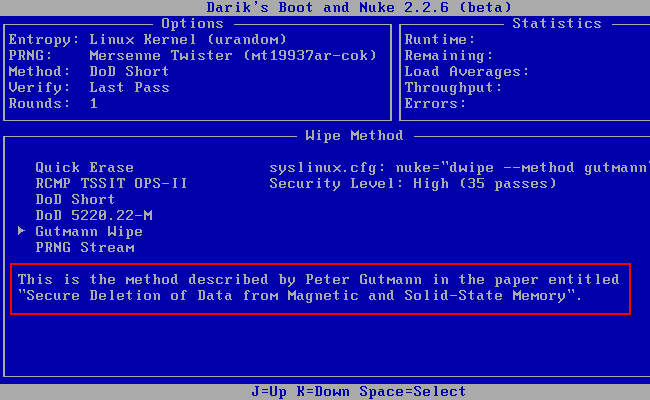 Darik's Boot and Nuke 2.2.6 (beta)
Options
Entropy: Linux Kernel (urandom)
PRNG: Mersenne Twister (mt19937ar-cok)
Method: DoD Short
Verify: Last Pass
Rounds: 1
Statistics
Runtime:
Remaining:
Load Averages:
Throughput:
Errors:
Wipe Method
Quick Erase
RCMP TSSIT OPS-II
DoD Short
DoD 5220.22-M
Gutmann Wipe
PRNG Stream
syslinux.cfg: nuke="dwipe --method gutmann"
Security Level: High (35 passes)
This is the method described by Peter Gutmann in the paper entitled
"Secure Deletion of Data from Magnetic and Solid-State Memory".
J=Up K=Down Space=Select